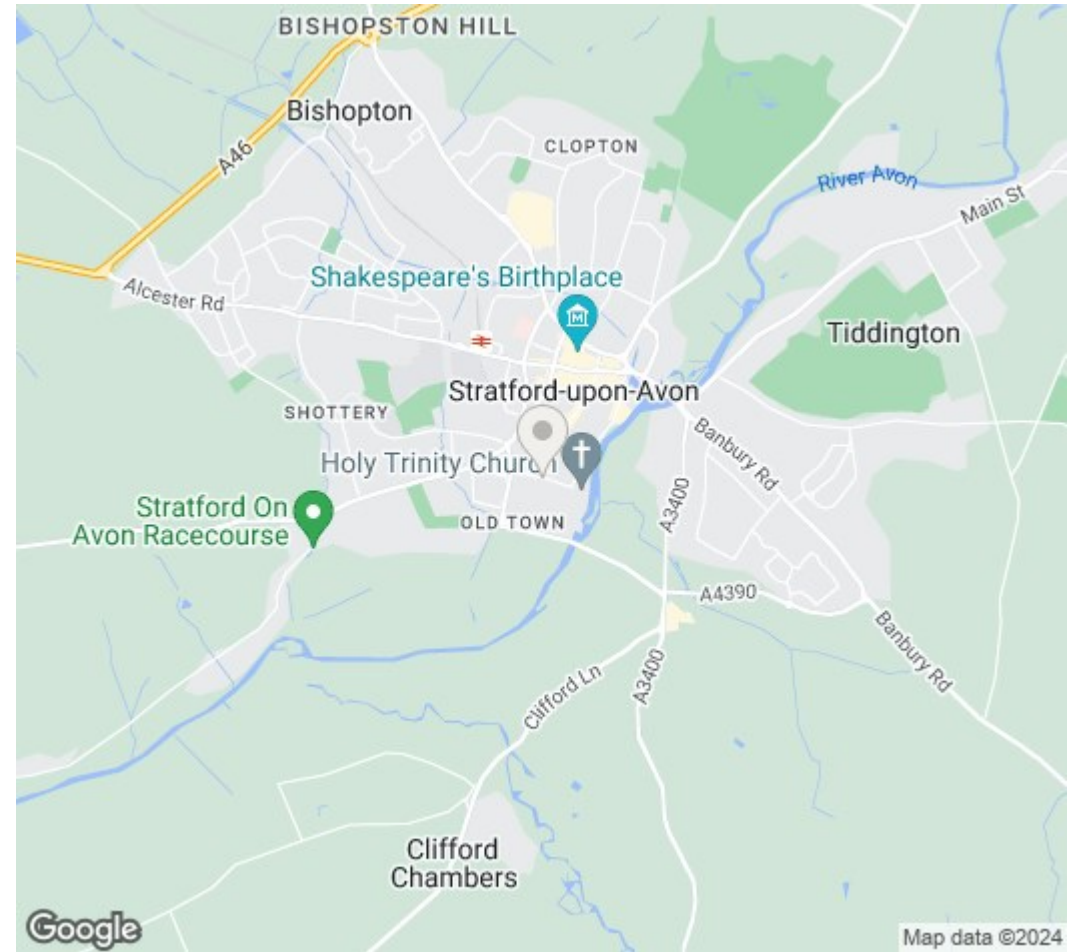 BISHOPSTON HILL
Bishopton
A46
CLOPTON
River Avon
Main St
Shakespeare's Birthplace
Alcester Rd
M
Tiddington
Stratford-upon-Avon
SHOTTERY
Banbury Rd
Holy Trinity Church
Stratford On
Avon Racecourse
A3400
OLD TOWN
A4390
Banbury Rd
A3400
Clifford Ln
Clifford
Chambers
Google
Map data ©2024